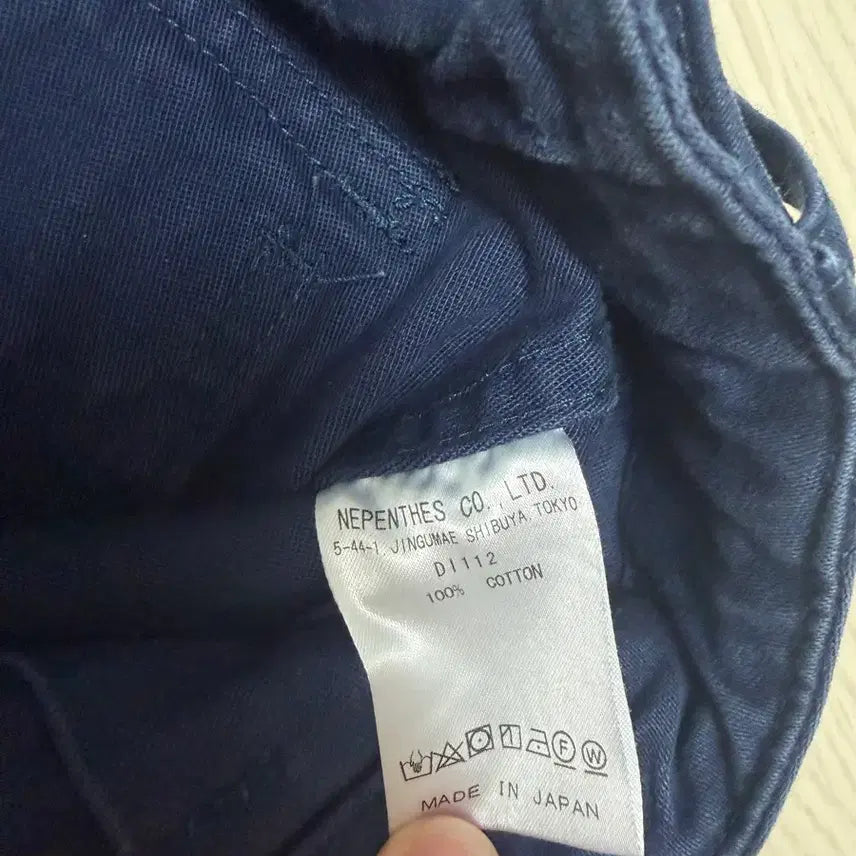 NEPENTHES CO., LTD.
5-44-1, JINGUMAE SHIBUYA. TOKYO
DI112
100% COTTON
F W
MADE IN JAPAN